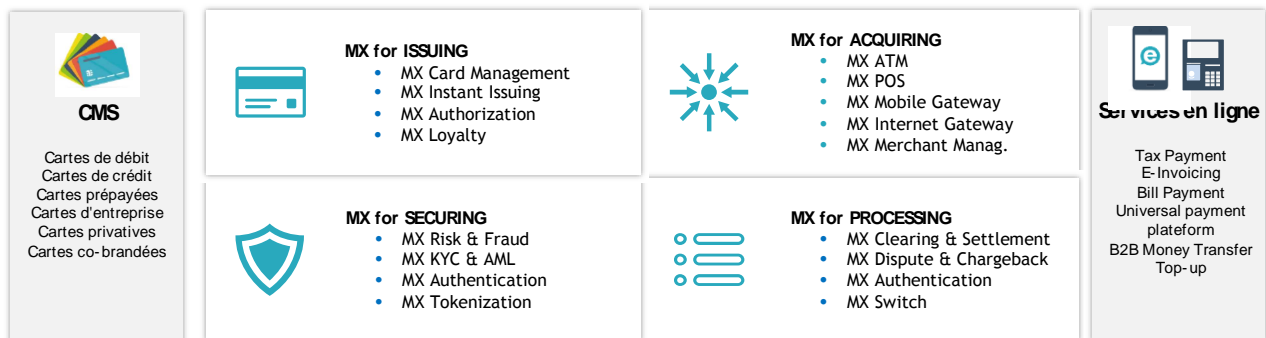 CMS
Cartes de débit
Cartes de crédit
Cartes prépayées
Cartes d'entreprise
Cartes privatives
Cartes co-brandées
MX for ISSUING
• MX Card Management
• MX Instant Issuing
• MX Authorization
• MX Loyalty
MX for ACQUIRING
• MX ATM
• MX POS
• MX Mobile Gateway
• MX Internet Gateway
• MX Merchant Manag.
MX for SECURING
• MX Risk & Fraud
• MX KYC & AML
• MX Authentication
• MX Tokenization
MX for PROCESSING
• MX Clearing & Settlement
• MX Dispute & Chargeback
• MX Authentication
• MX Switch
Services en ligne
Tax Payment
E-Invoicing
Bill Payment
Universal payment
plateform
B2B Money Transfer
Top-up